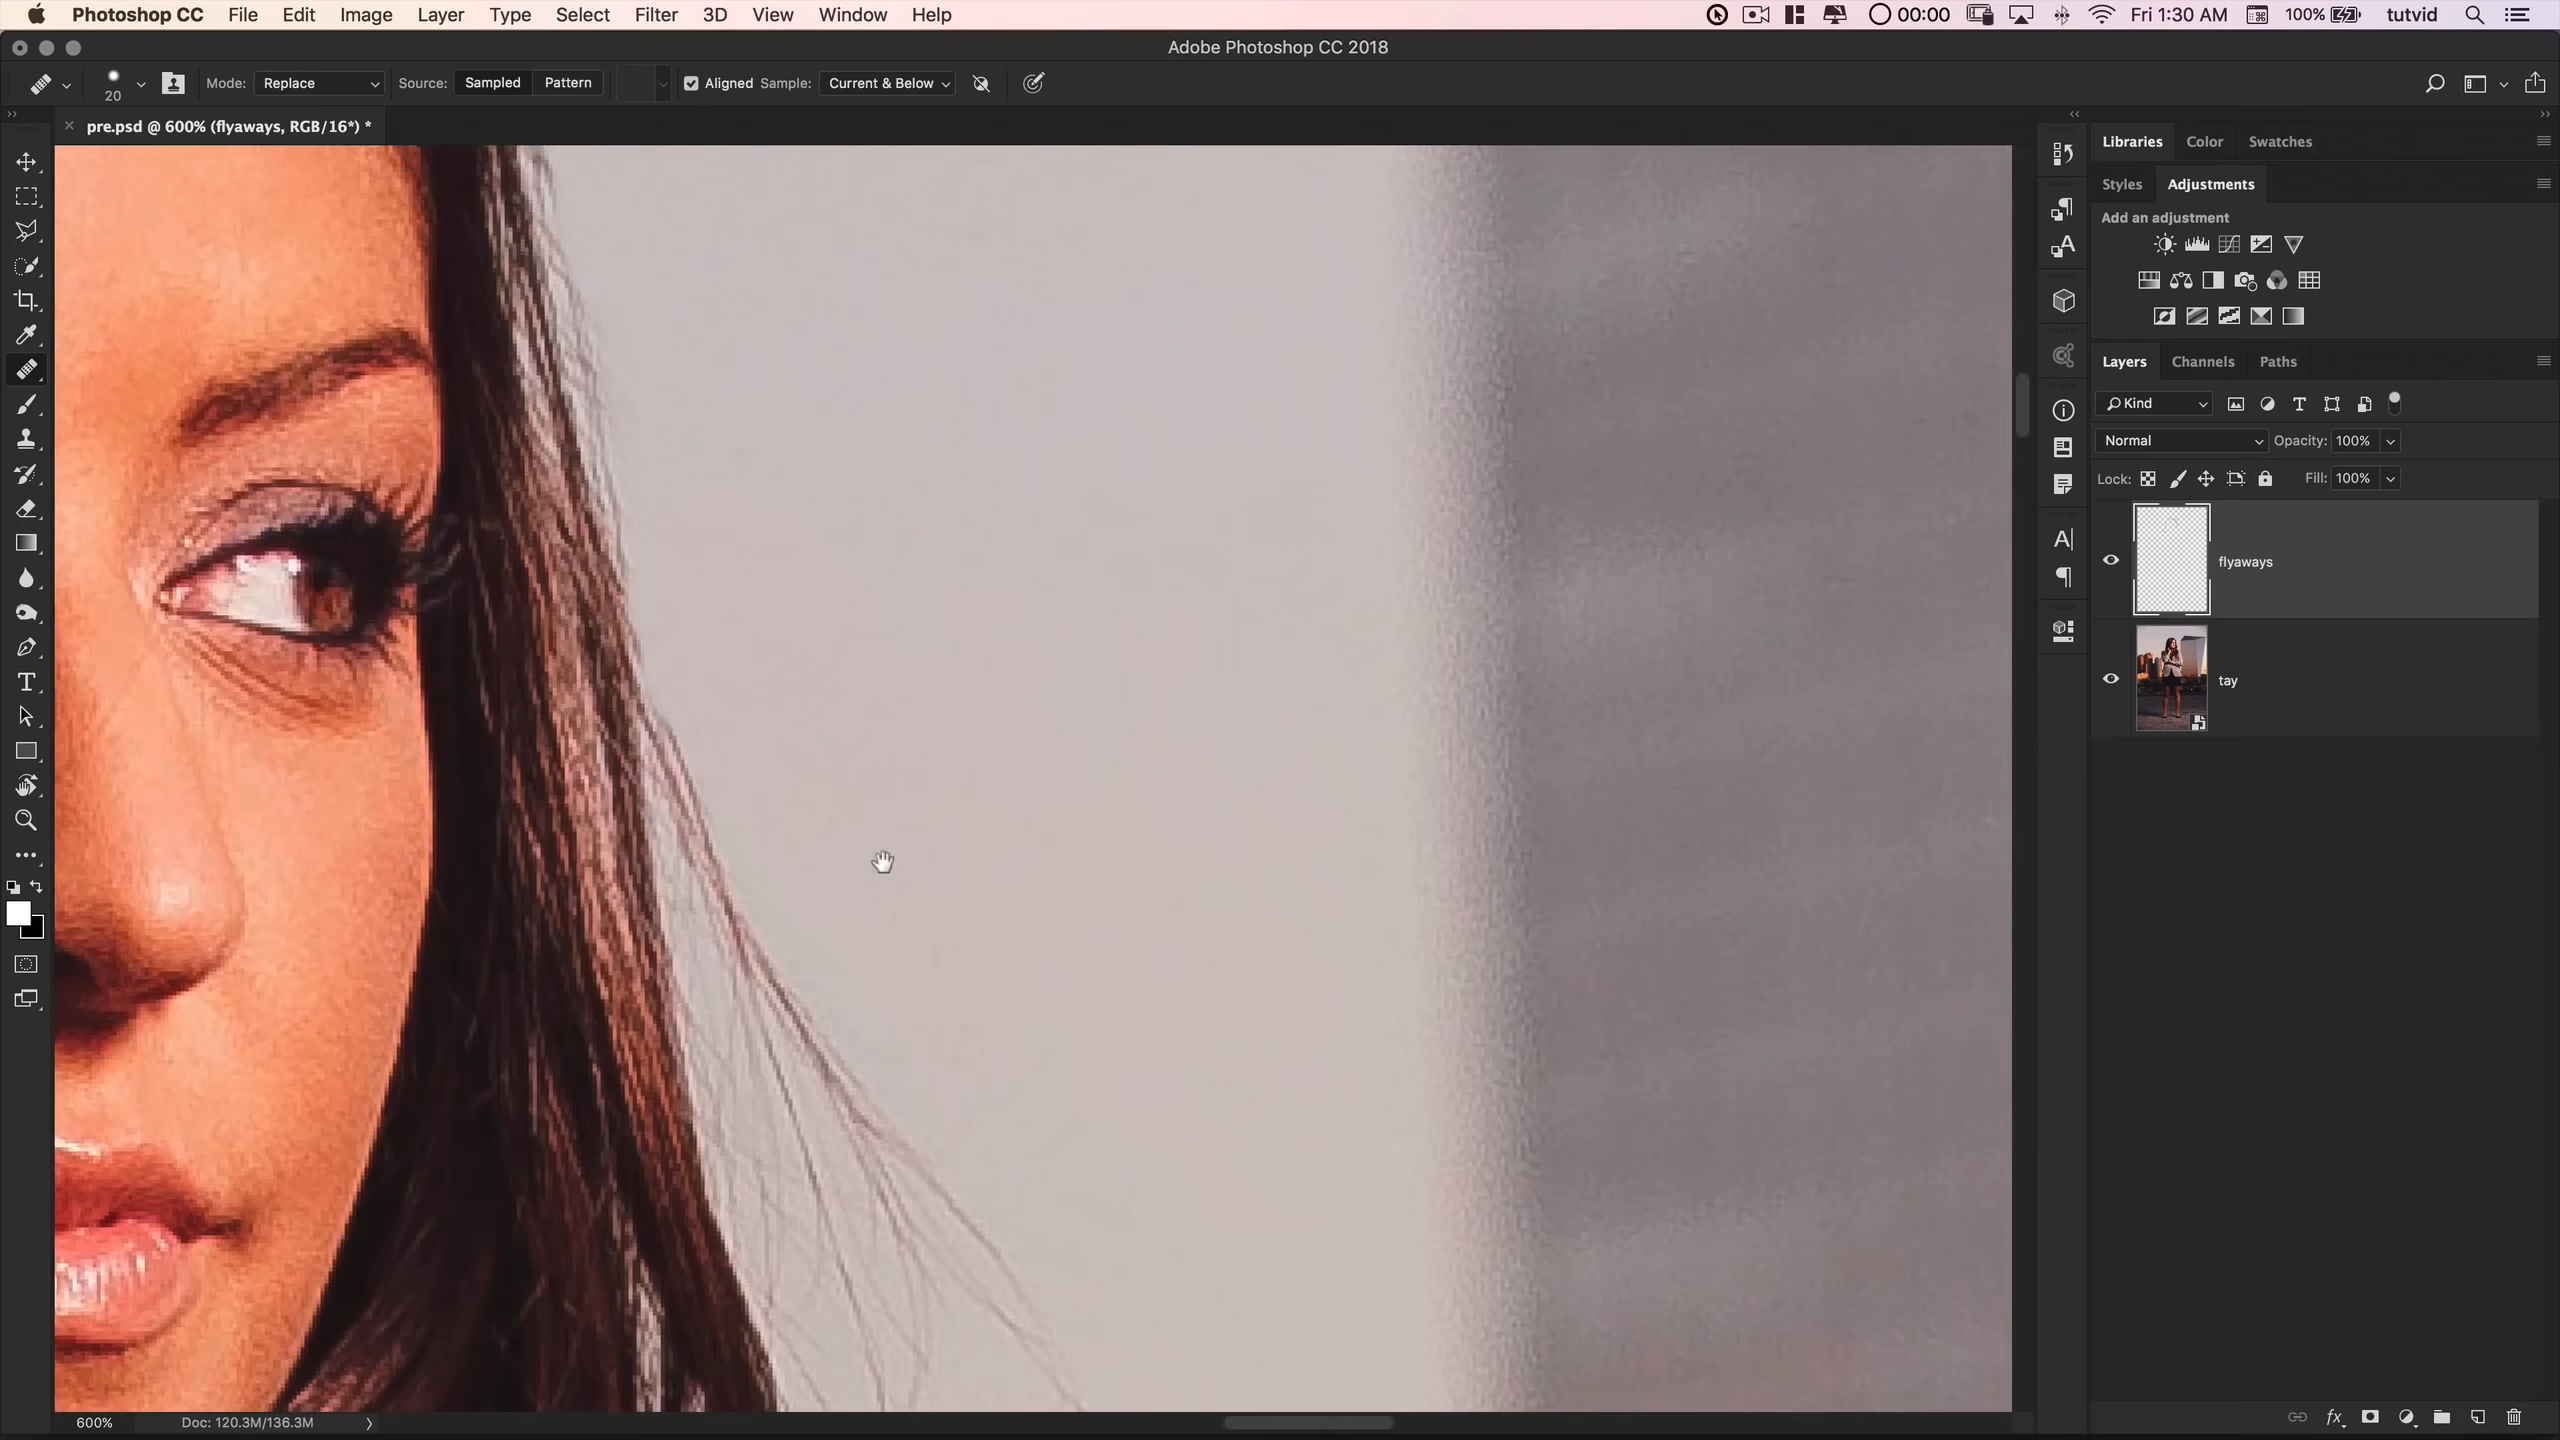 Photoshop CC File Edit Image Layer Type Select Filter 3D View Window Help 00:00 Fri 1:30 AM 100% tutvid
Adobe Photoshop CC 2018
20 Mode: Replace Source: Sampled Pattern Aligned Sample: Current & Below
pre.psd @ 600% (flyaways, RGB/16*) *
Libraries Color Swatches
Styles Adjustments
Add an adjustment
Layers Channels Paths
Kind
Normal Opacity: 100%
Lock: Fill: 100%
flyaways
tay
600% Doc: 120.3M/136.3M